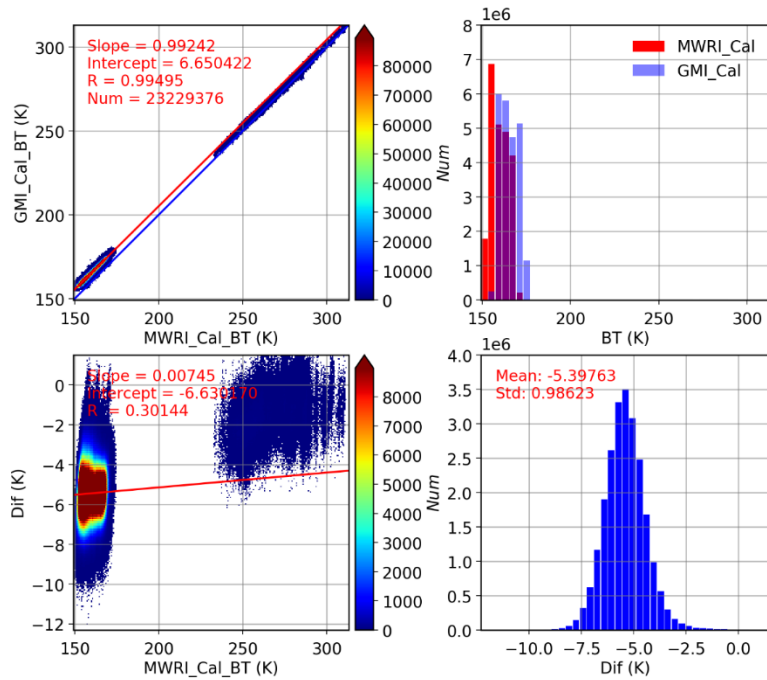 Slope = 0.99242
Intercept = 6.650422
R = 0.99495
Num = 23229376
300
250
200
150
150 200 250 300
GMI_Cal_BT (K)
MWRI_Cal_BT (K)
80000
70000
60000
50000
40000
30000
20000
10000
0
1e6
MWRI_Cal
GMI_Cal
8
7
6
5
4
3
2
1
0
Num
150 200 250 300
BT (K)
Slope = 0.00745
Intercept = -6.630170
R = 0.30144
0
−2
−4
−6
−8
−10
−12
Dif (K)
150 200 250 300
MWRI_Cal_BT (K)
9000
8000
7000
6000
5000
4000
3000
2000
1000
0
1e6
Mean: -5.39763
Std: 0.98623
4.0
3.5
3.0
2.5
2.0
1.5
1.0
0.5
0.0
Num
−10.0 −7.5 −5.0 −2.5 0.0
Dif (K)